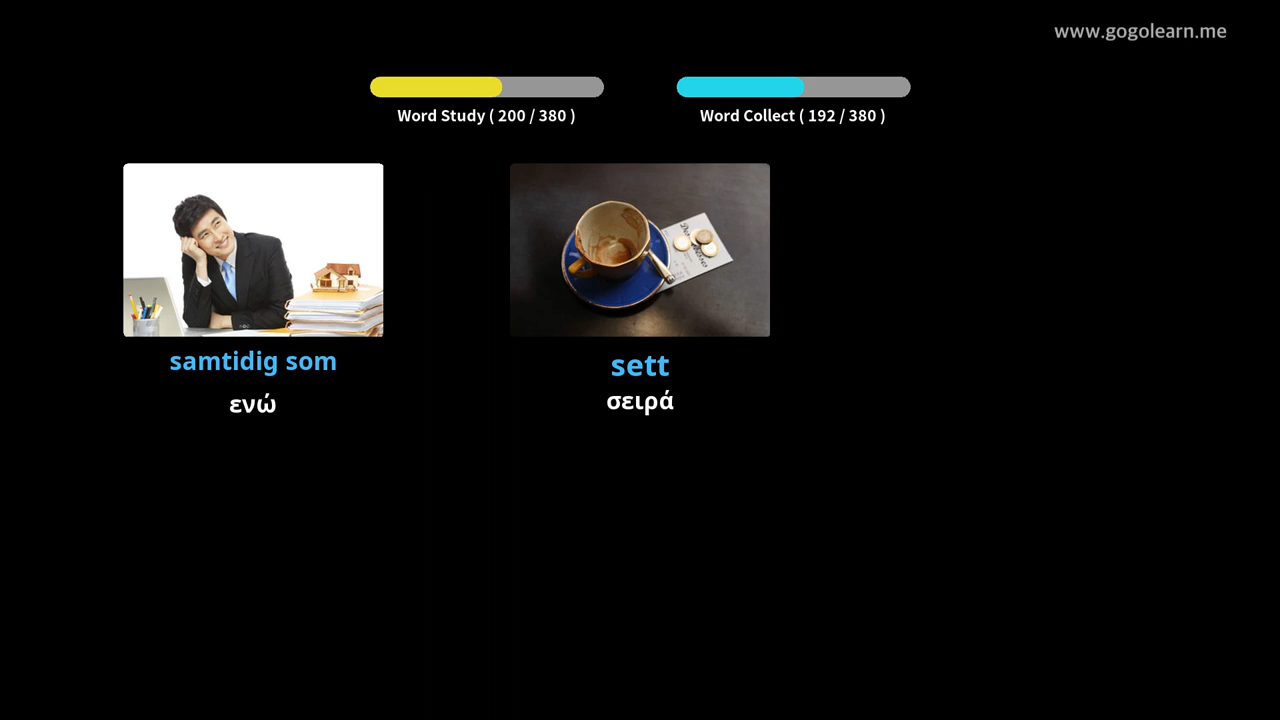 www.gogolearn.me
Word Study ( 200 / 380 )
Word Collect ( 192 / 380 )
samtidig som
ενώ
sett
σειρά